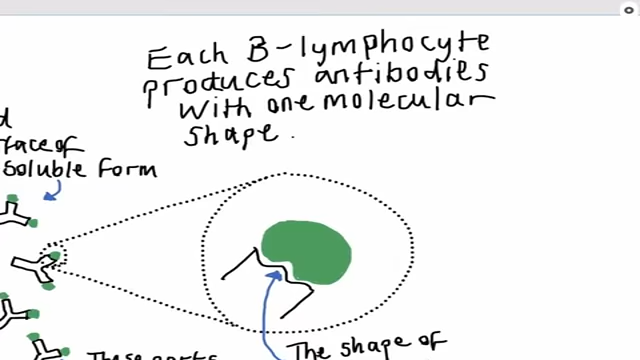 Each B-lymphocyte
produces antibodies
with one molecular
shape.
d
face of
soluble form
These parts
The shape of